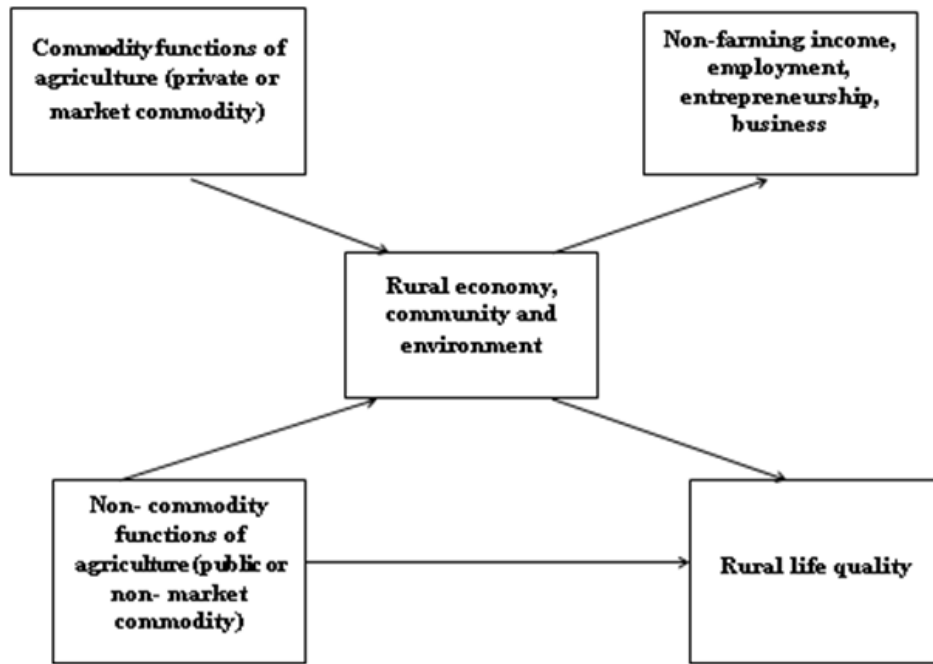 Commodity functions of
agriculture (private or
market commodity)
Non-farming income,
employment,
entrepreneurship,
business
Rural economy,
community and
environment
Non- commodity
functions of
agriculture (public or
non- market
commodity)
Rural life quality